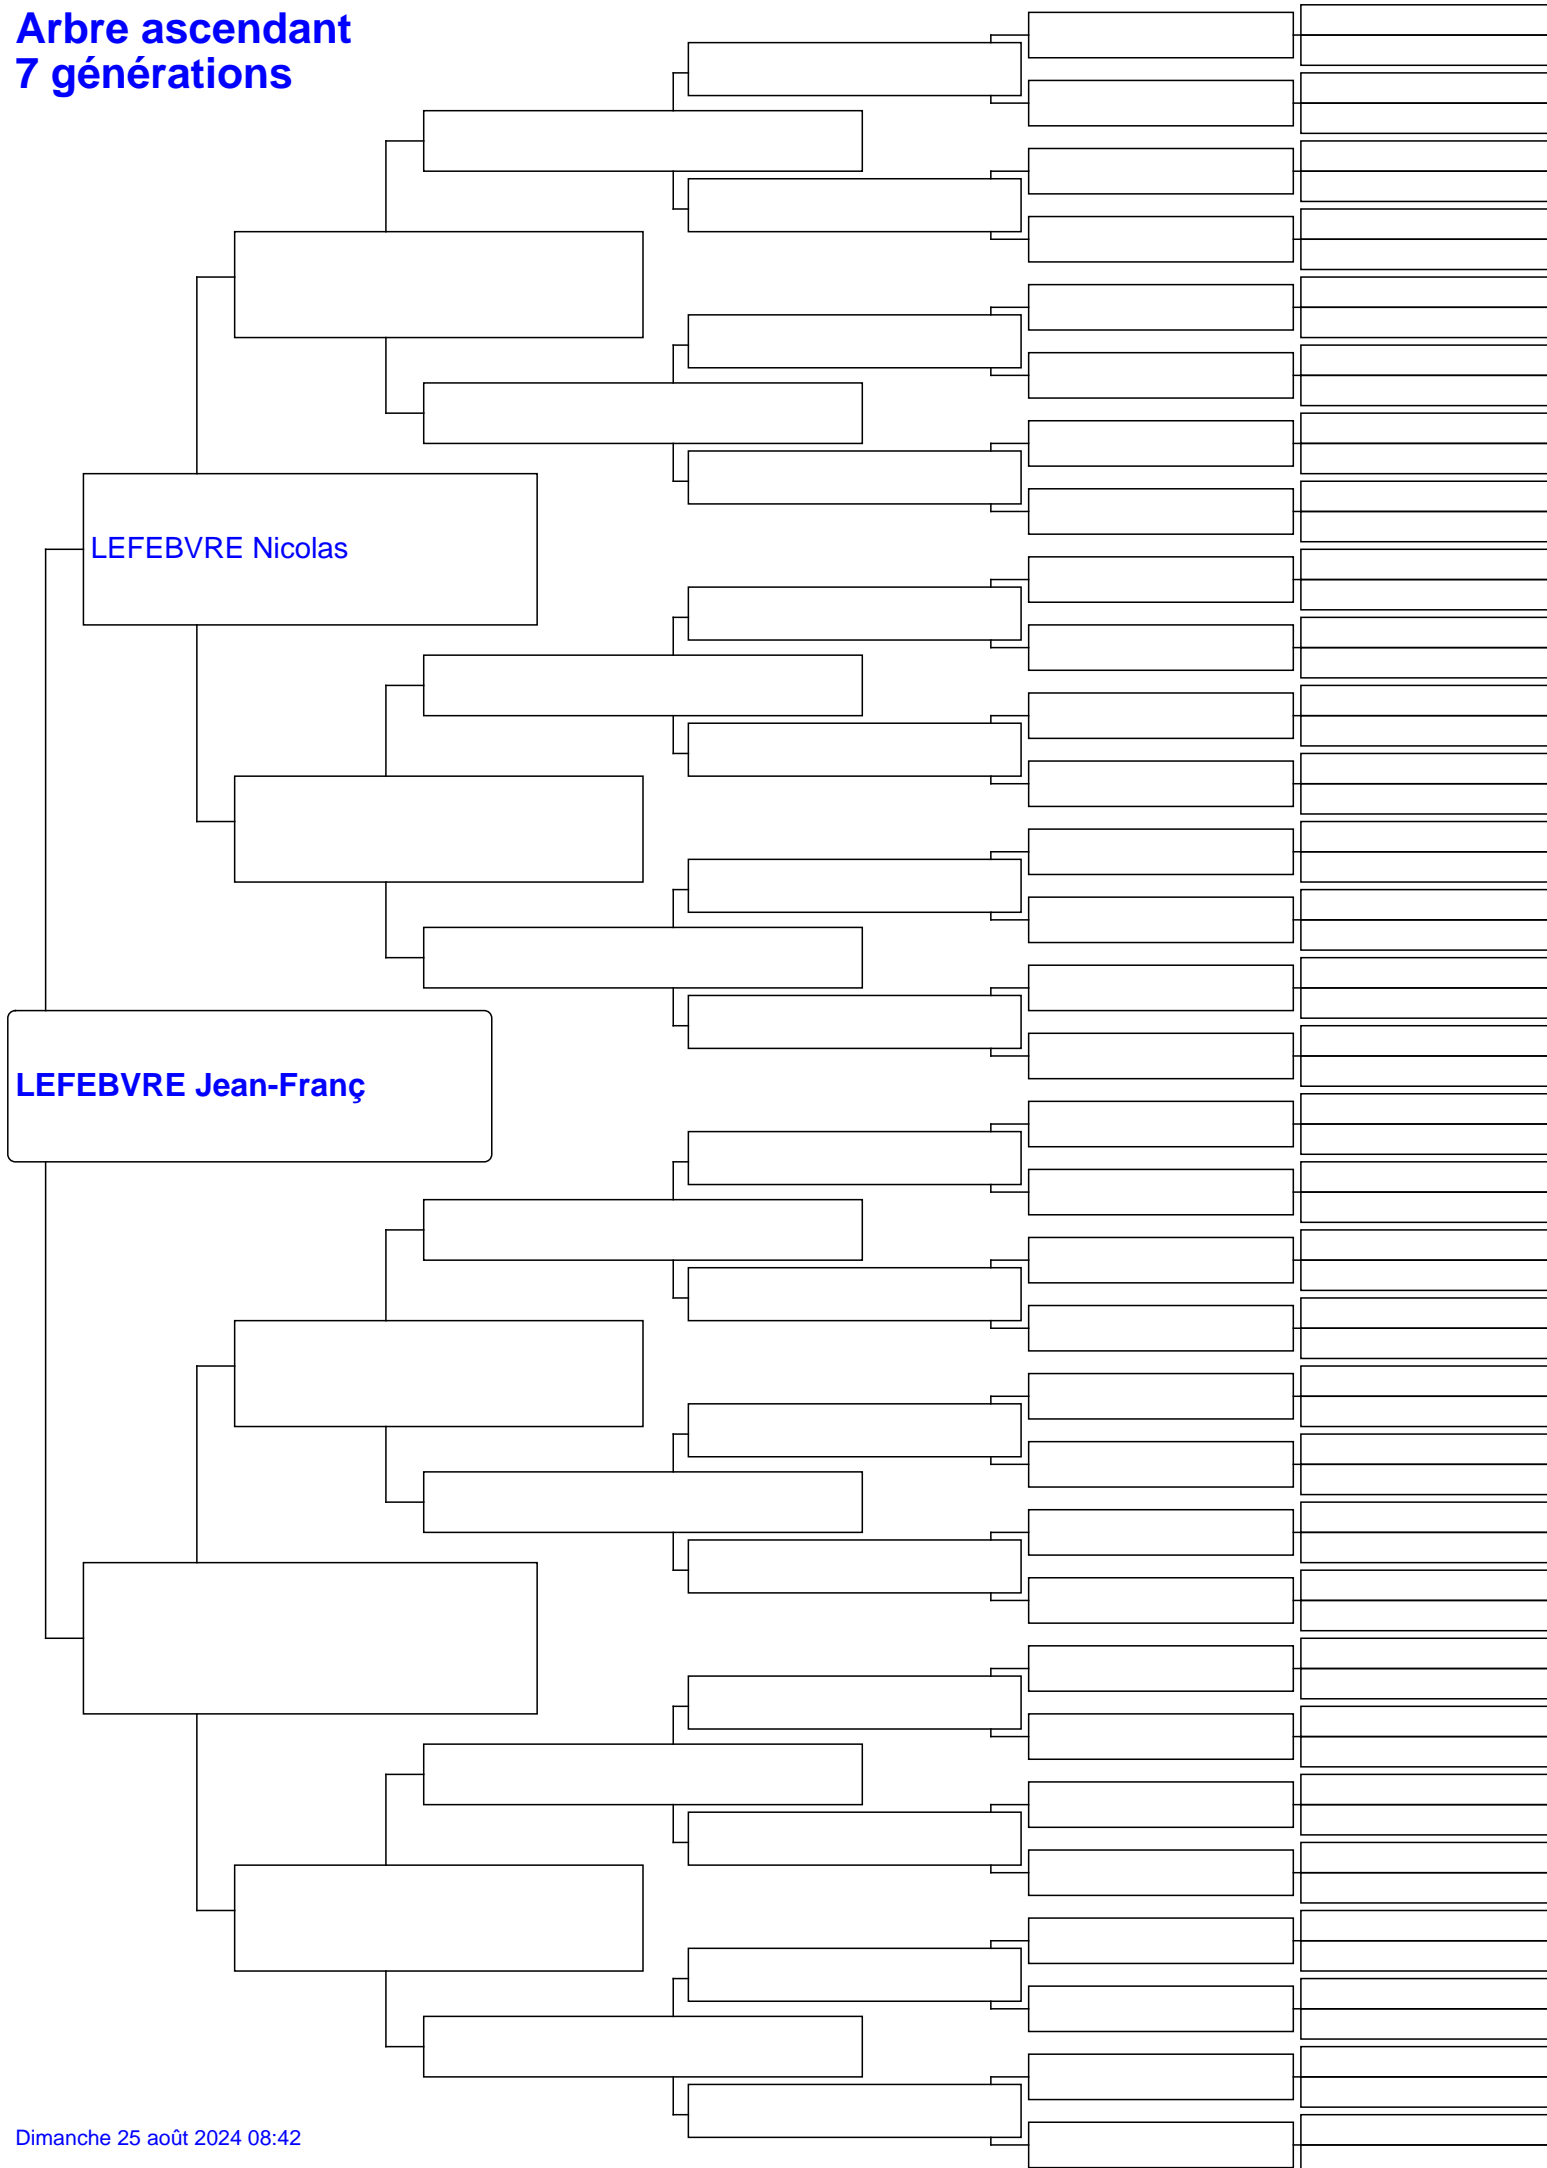 Arbre ascendant
7 générations
LEFEBVRE Nicolas
LEFEBVRE Jean-Franç
Dimanche 25 août 2024 08:42